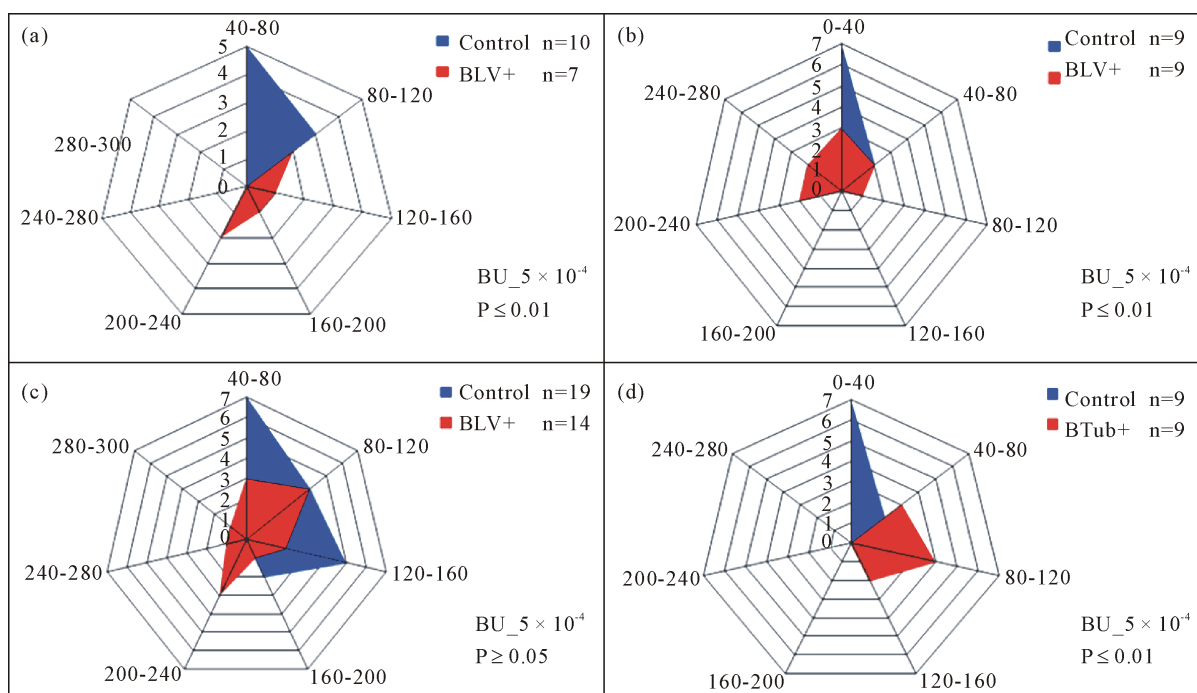 (a)
40-80
Control n=10
BLV+ n=7
80-120
120-160
160-200
200-240
240-280
280-300
5
4
3
2
1
0
BU_5 × 10⁻⁴
P ≤ 0.01
(b)
0-40
Control n=9
BLV+ n=9
40-80
80-120
120-160
160-200
200-240
240-280
7
6
5
4
3
2
1
0
BU_5 × 10⁻⁴
P ≤ 0.01
(c)
40-80
Control n=19
BLV+ n=14
80-120
120-160
160-200
200-240
240-280
280-300
7
6
5
4
3
2
1
0
BU_5 × 10⁻⁴
P ≥ 0.05
(d)
0-40
Control n=9
BTub+ n=9
40-80
80-120
120-160
160-200
200-240
240-280
7
6
5
4
3
2
1
0
BU_5 × 10⁻⁴
P ≤ 0.01